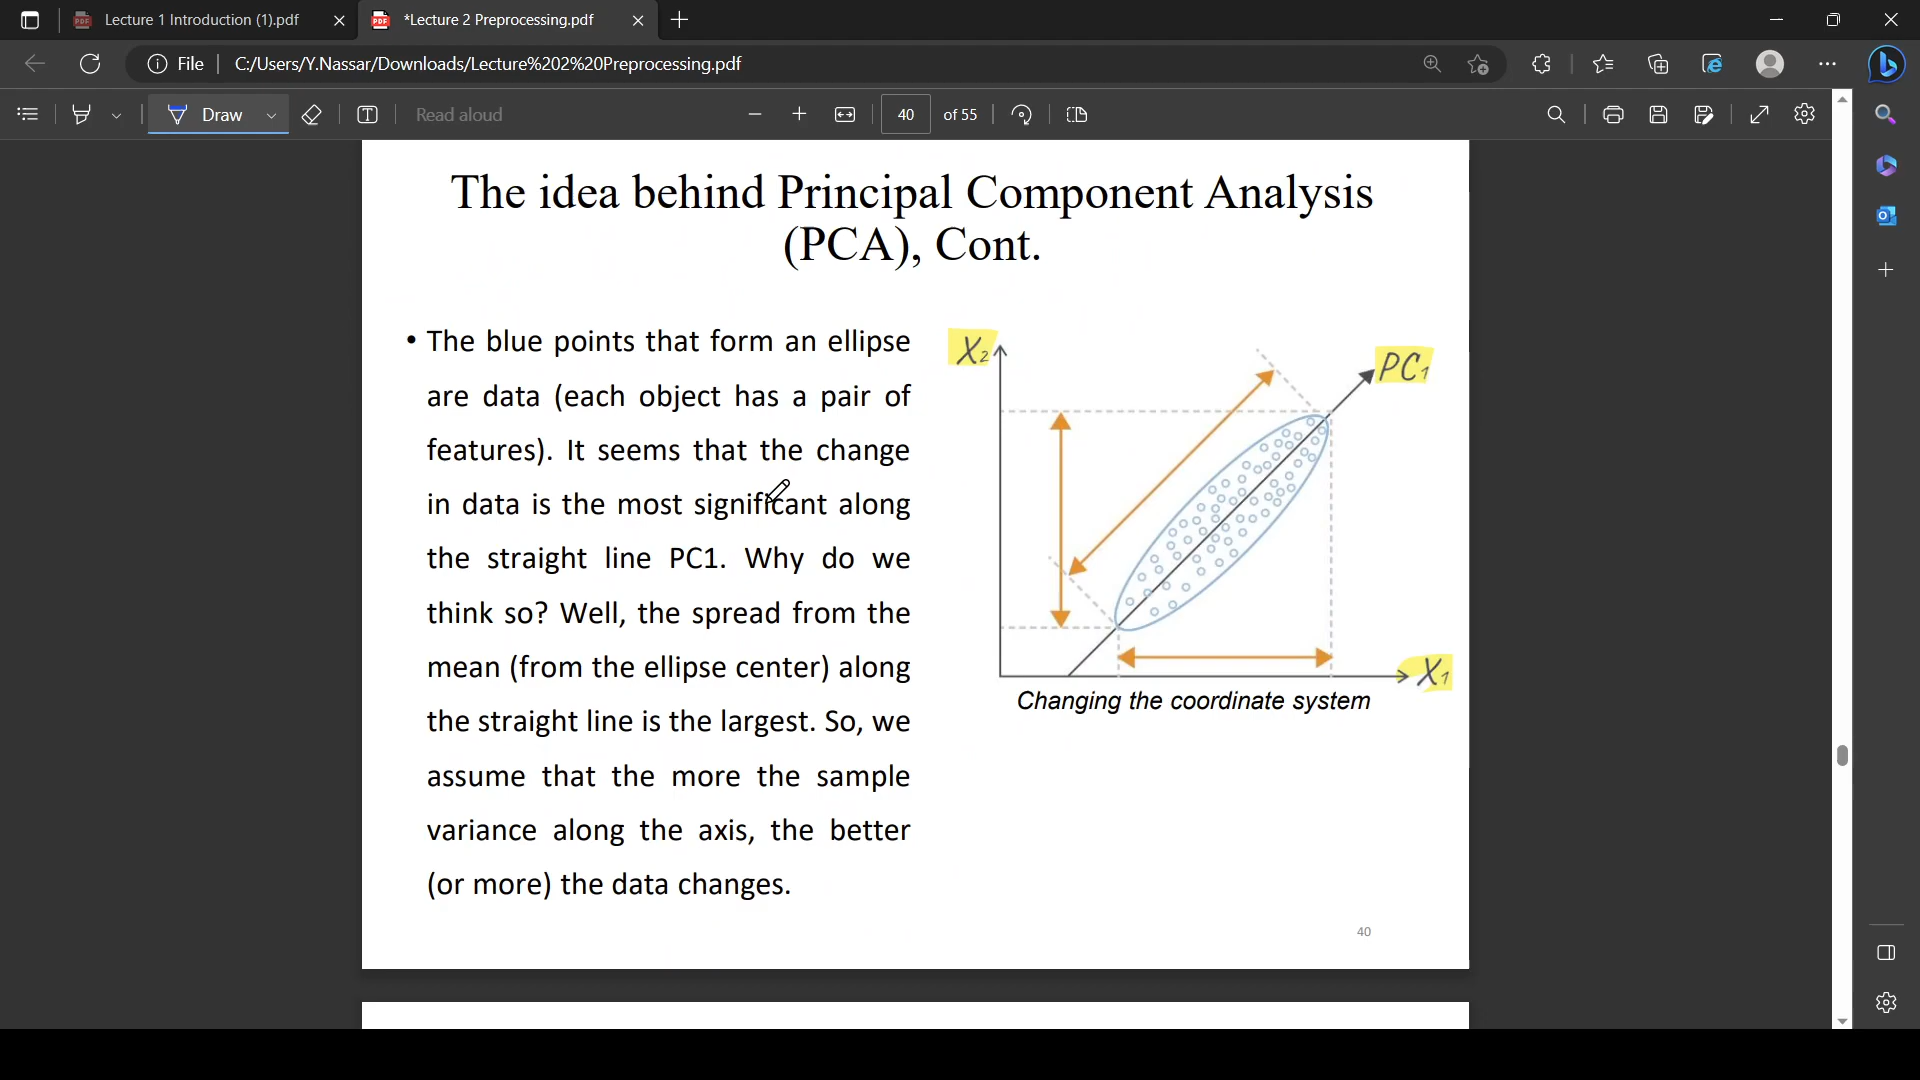 Lecture 1 Introduction (1).pdf
*Lecture 2 Preprocessing.pdf
File
C:/Users/Y.Nassar/Downloads/Lecture%202%20Preprocessing.pdf
Draw
Read aloud
40
of 55
The idea behind Principal Component Analysis
(PCA), Cont.
• The blue points that form an ellipse
are data (each object has a pair of
features). It seems that the change
in data is the most significant along
the straight line PC1. Why do we
think so? Well, the spread from the
mean (from the ellipse center) along
the straight line is the largest. So, we
assume that the more the sample
variance along the axis, the better
(or more) the data changes.
X₂
PC₁
X₁
Changing the coordinate system
40